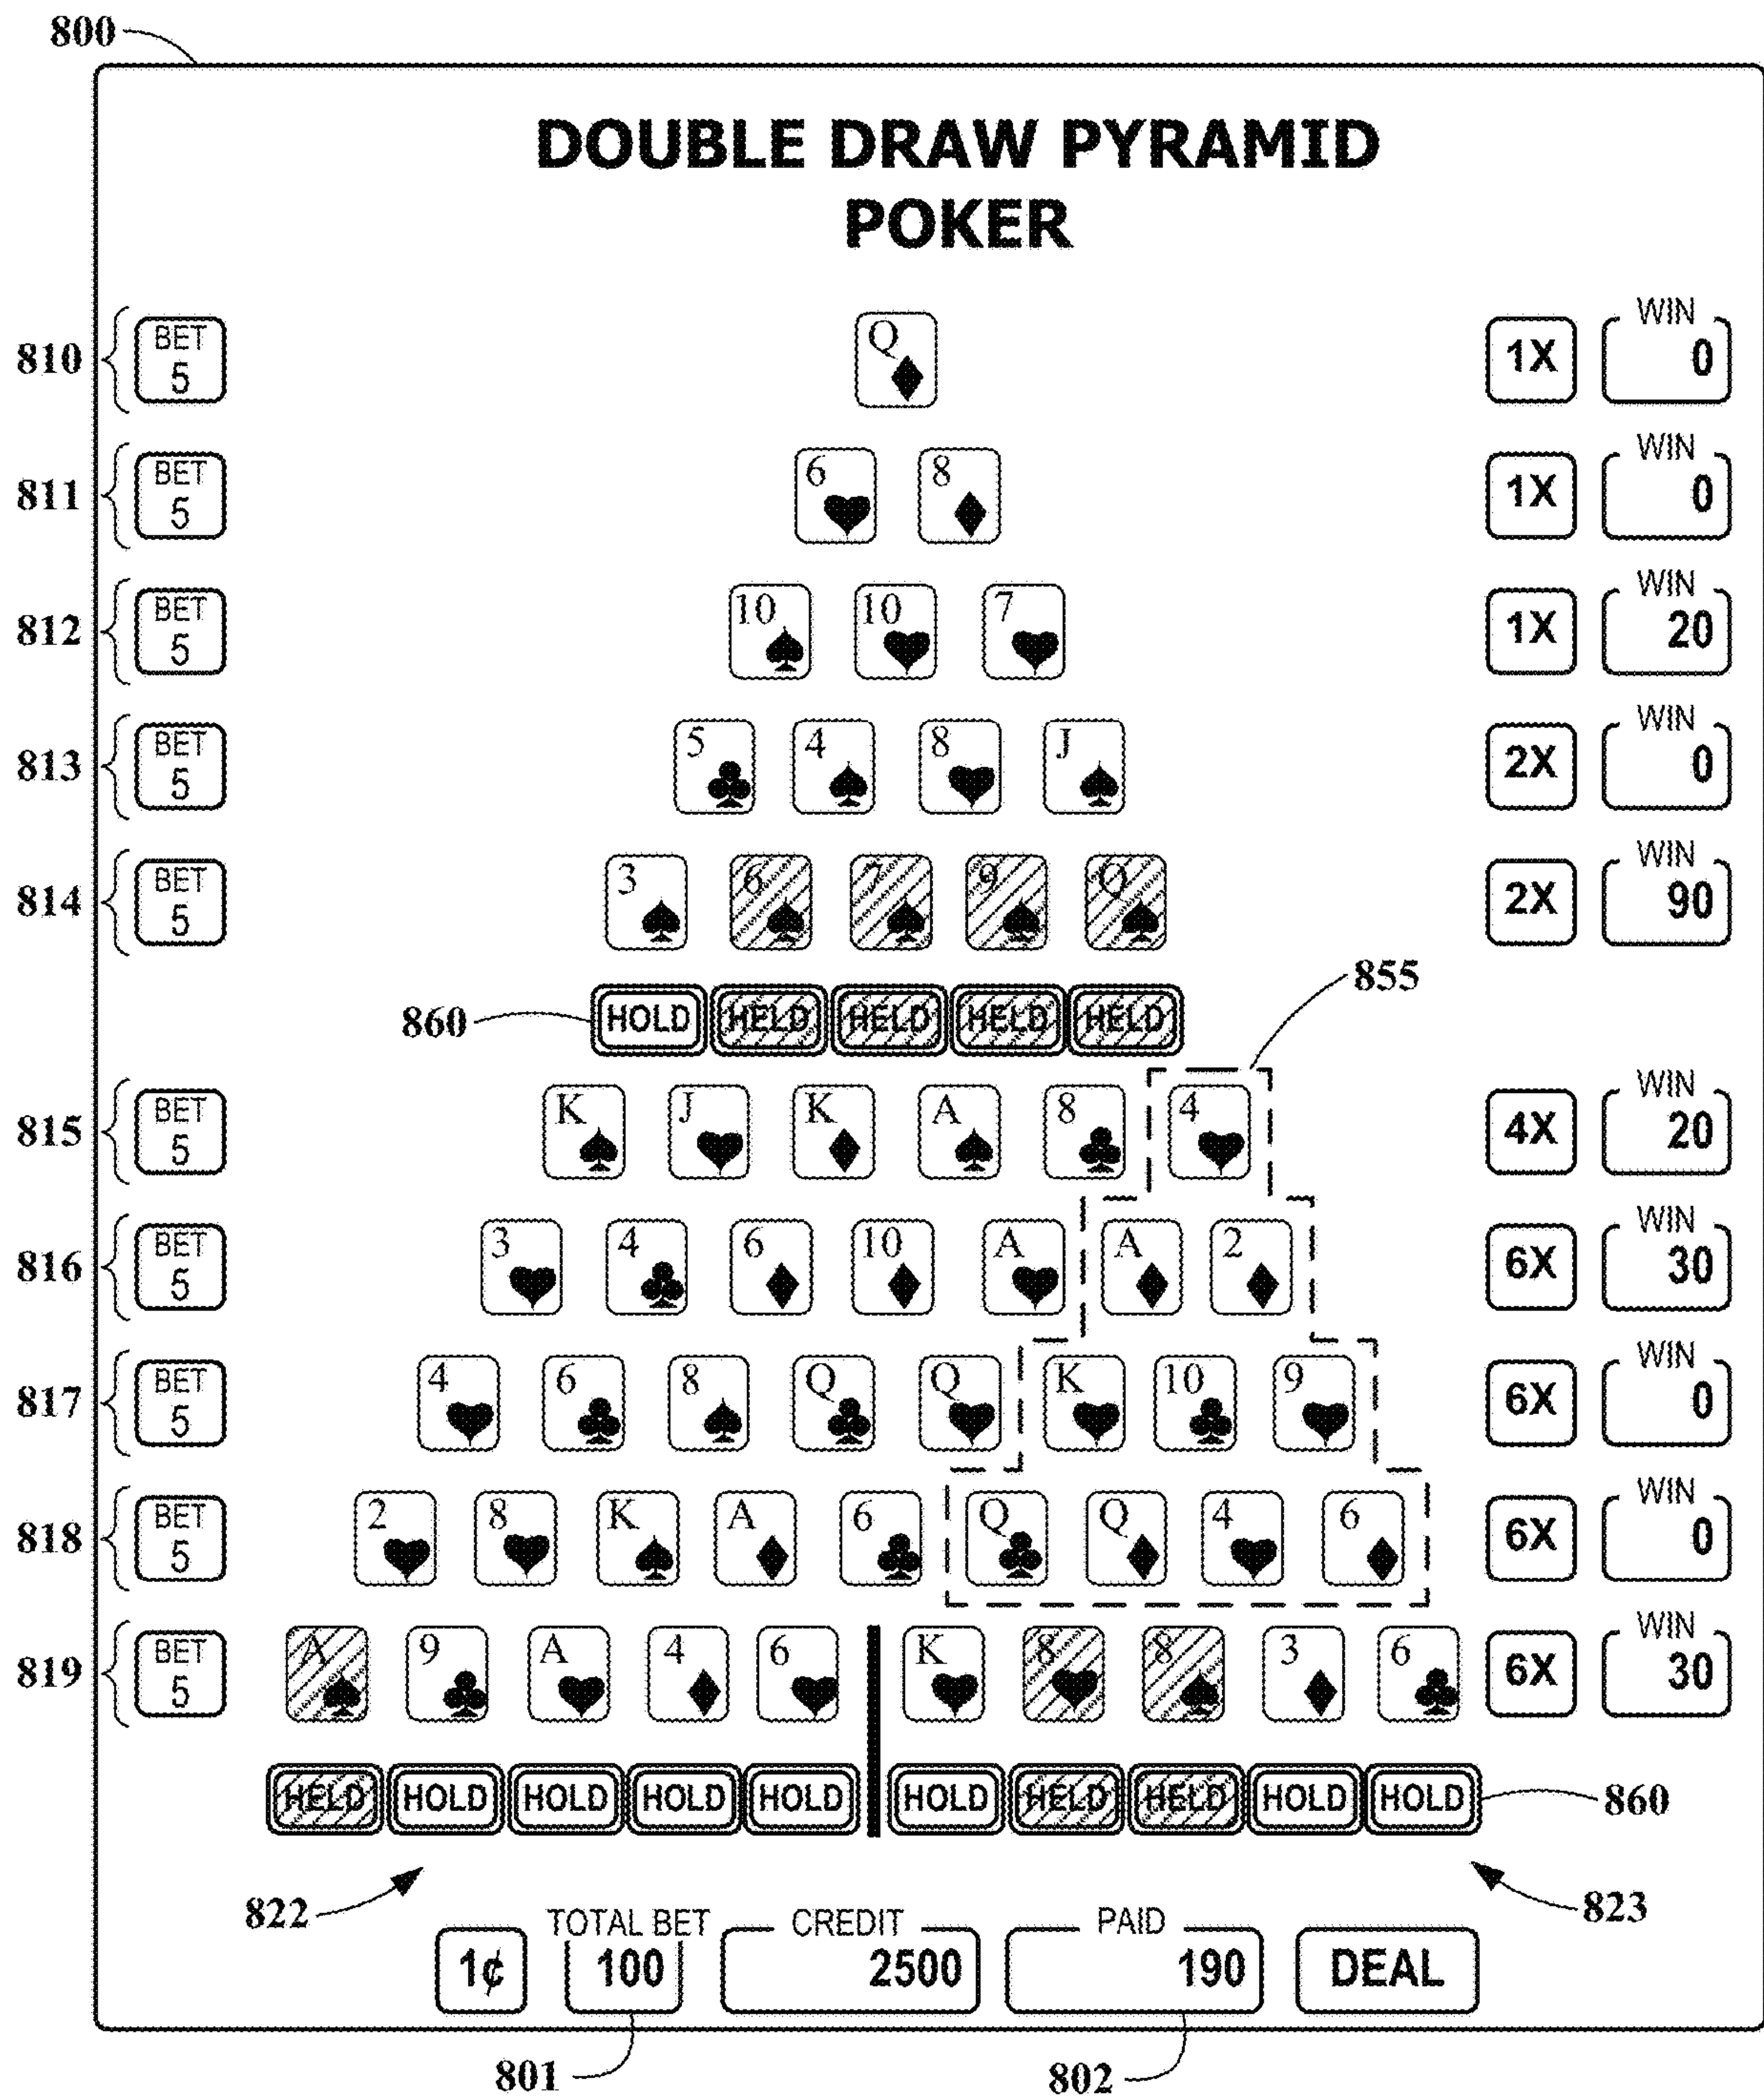 800
DOUBLE DRAW PYRAMID
POKER
810 BET 5 Q 1X WIN 0
811 BET 5 6 8 1X WIN 0
812 BET 5 10 10 7 1X WIN 20
813 BET 5 5 4 8 J 2X WIN 0
814 BET 5 3 6 7 9 Q 2X WIN 90
855
860 HOLD HELD HELD HELD HELD
815 BET 5 K J K A 8 4 4X WIN 20
816 BET 5 3 4 6 10 A A 2 6X WIN 30
817 BET 5 4 6 8 Q Q K 10 9 6X WIN 0
818 BET 5 2 8 K A 6 Q Q 4 6 6X WIN 0
819 BET 5 A 9 A 4 6 K 8 8 3 6 6X WIN 30
HELD HOLD HOLD HOLD HOLD HOLD HELD HELD HOLD HOLD 860
822 823
TOTAL BET CREDIT PAID
1¢ 100 2500 190 DEAL
801 802